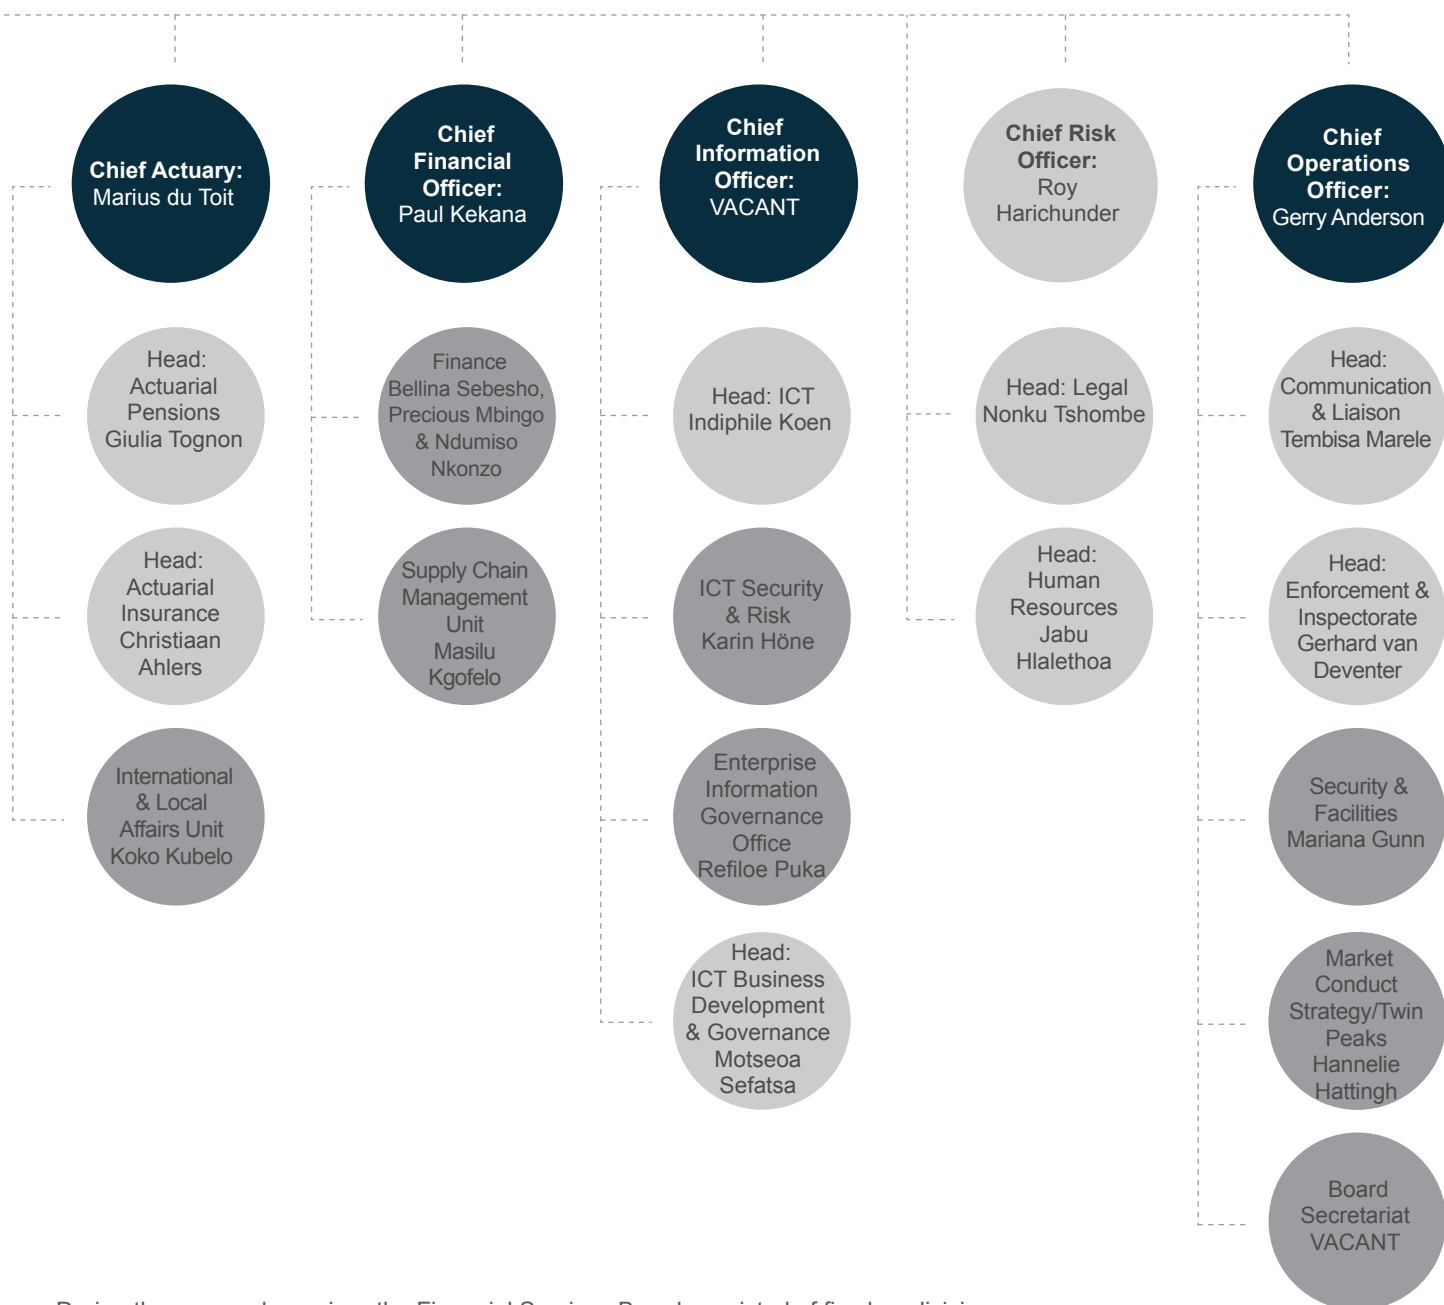 Chief Actuary:
Marius du Toit
Chief
Financial
Officer:
Paul Kekana
Chief
Information
Officer:
VACANT
Chief Risk
Officer:
Roy
Harichunder
Chief
Operations
Officer:
Gerry Anderson
Head:
Actuarial
Pensions
Giulia Tognon
Finance
Bellina Sebesho,
Precious Mbingo
& Ndumiso
Nkonzo
Head: ICT
Indiphile Koen
Head: Legal
Nonku Tshombe
Head:
Communication
& Liaison
Tembisa Marele
Head:
Actuarial
Insurance
Christiaan
Ahlers
Supply Chain
Management
Unit
Masilu
Kgofelo
ICT Security
& Risk
Karin Höne
Head:
Human
Resources
Jabu
Hlalethoa
Head:
Enforcement &
Inspectorate
Gerhard van
Deventer
International
& Local
Affairs Unit
Koko Kubelo
Enterprise
Information
Governance
Office
Refiloe Puka
Security &
Facilities
Mariana Gunn
Head:
ICT Business
Development
& Governance
Motseoa
Sefatsa
Market
Conduct
Strategy/Twin
Peaks
Hannelie
Hattingh
Board
Secretariat
VACANT